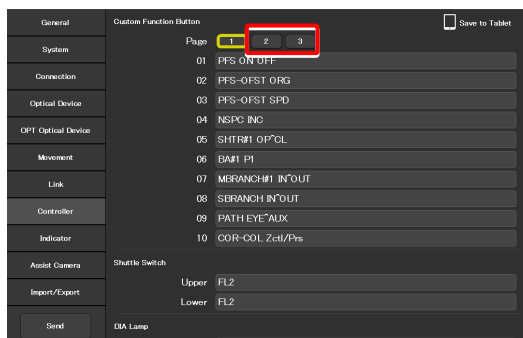 General
System
Connection
Optical Device
OPT Optical Device
Movement
Link
Controller
Indicator
Assist Camera
Import/Export
Send
Custom Function Button
Save to Tablet
Page 1 2 3
01 PFS ON OFF
02 PFS-OFST ORG
03 PFS-OFST SPD
04 NSPC INC
05 SHTR#1 OP^CL
06 BA#1 P1
07 MBRANCH#1 IN^OUT
08 SBRANCH IN^OUT
09 PATH EYE^AUX
10 COR-COL Zctl/Prs
Shuttle Switch
Upper FL2
Lower FL2
DIA Lamp